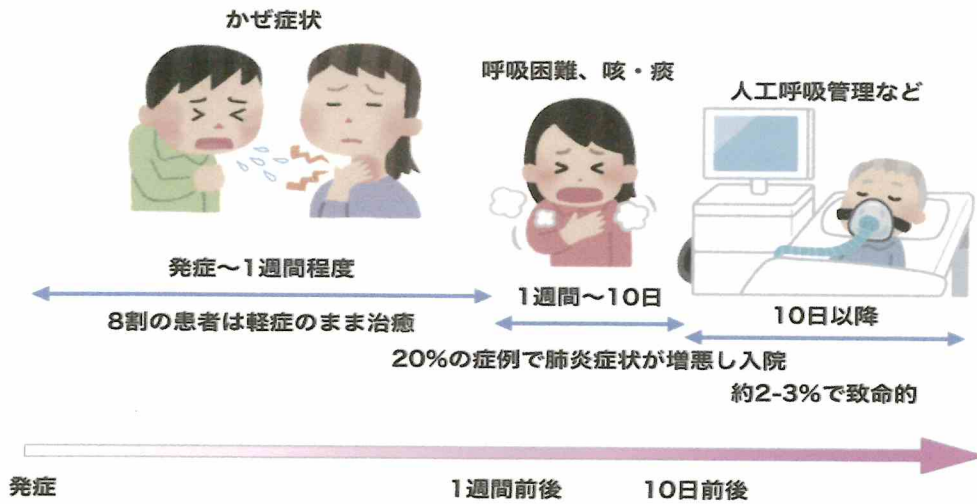 かぜ症状
呼吸困難、咳・痰
人工呼吸管理など
発症〜1週間程度
8割の患者は軽症のまま治癒
1週間〜10日
20%の症例で肺炎症状が増悪し入院
10日以降
約2-3%で致命的
発症
1週間前後
10日前後